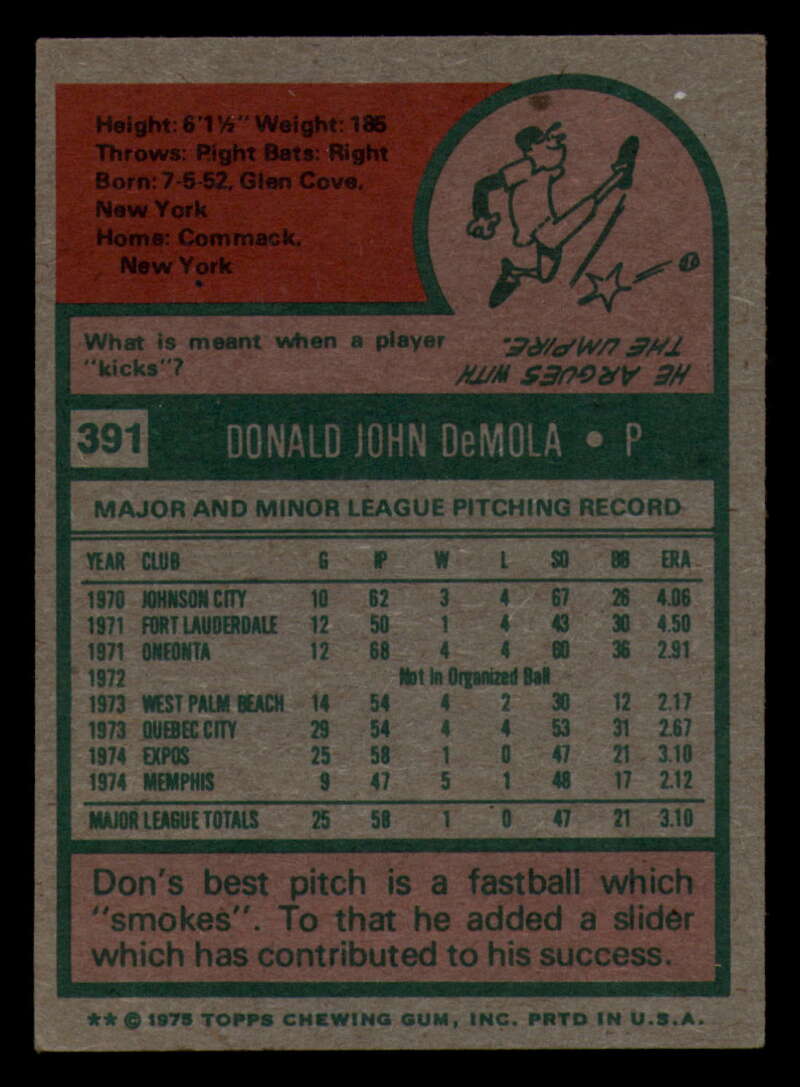 Height: 6'1½" Weight: 185
Throws: Right Bats: Right
Born: 7-5-52, Glen Cove,
New York
Home: Commack,
New York
What is meant when a player
"kicks"?
HE ARGUES WITH
THE UMPIRE.
391 DONALD JOHN DeMOLA • P
MAJOR AND MINOR LEAGUE PITCHING RECORD
YEAR CLUB G IP W L SO BB ERA
1970 JOHNSON CITY 10 62 3 4 67 26 4.06
1971 FORT LAUDERDALE 12 50 1 4 43 30 4.50
1971 ONEONTA 12 68 4 4 60 36 2.91
1972 Not in Organized Ball
1973 WEST PALM BEACH 14 54 4 2 30 12 2.17
1973 QUEBEC CITY 29 54 4 4 53 31 2.67
1974 EXPOS 25 58 1 0 47 21 3.10
1974 MEMPHIS 9 47 5 1 48 17 2.12
MAJOR LEAGUE TOTALS 25 58 1 0 47 21 3.10
Don's best pitch is a fastball which
"smokes". To that he added a slider
which has contributed to his success.
** © 1975 TOPPS CHEWING GUM, INC. PRTD IN U.S.A.